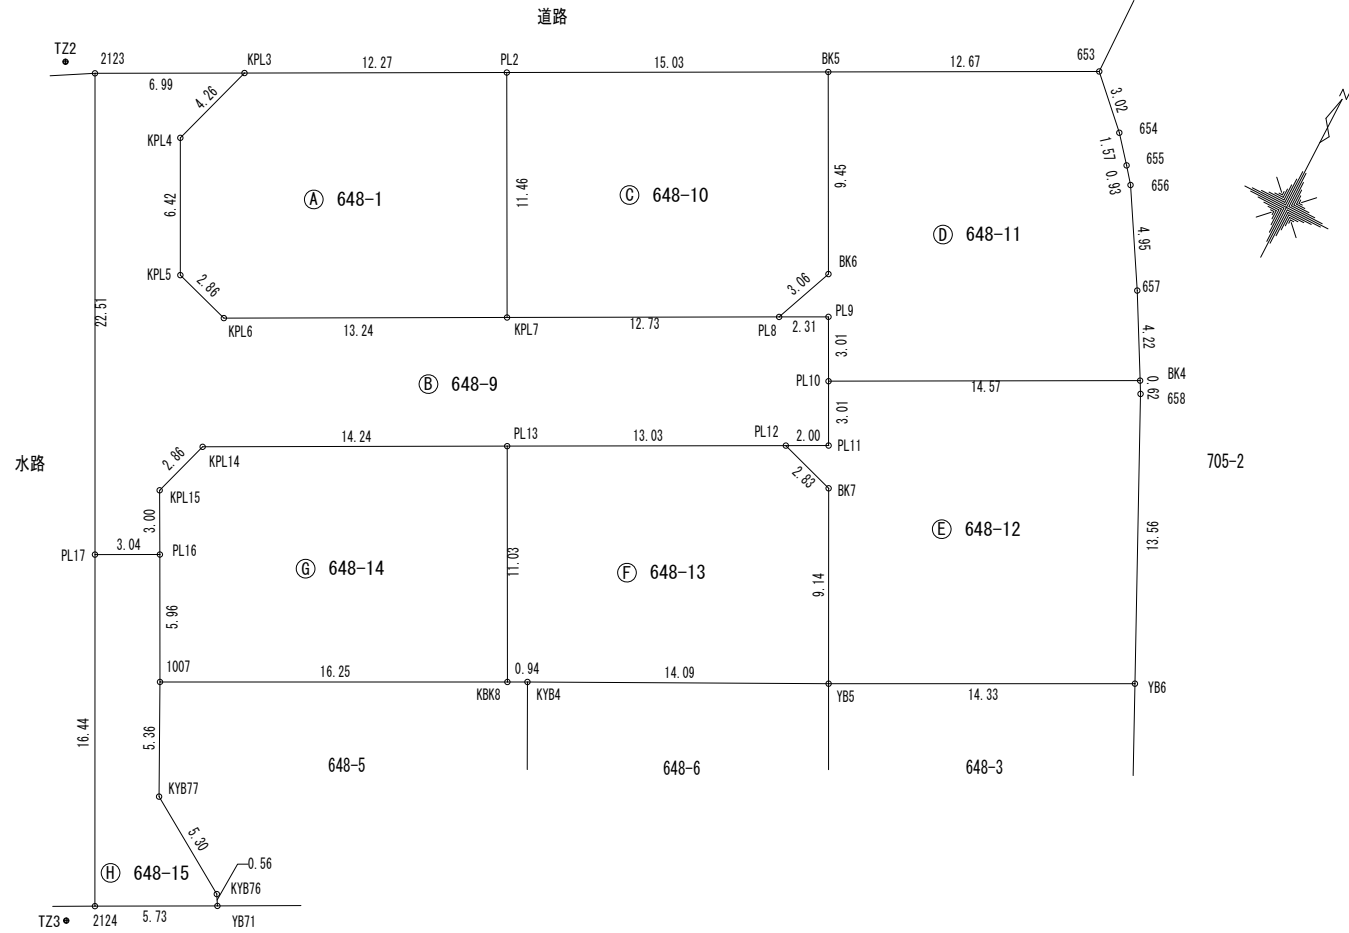 道路
TZ2
2123
KPL3
12.27
PL2
15.03
BK5
12.67
653
6.99
4.26
3.02
KPL4
654
1.57
655
0.93
656
6.42
11.46
9.45
Ⓐ 648-1
Ⓒ 648-10
Ⓓ 648-11
N
4.95
KPL5
2.86
BK6
3.06
657
22.51
KPL6
13.24
KPL7
12.73
PL8
2.31
PL9
3.01
4.22
Ⓑ 648-9
PL10
14.57
BK4
0.62
658
3.01
14.24
PL13
13.03
PL12
2.00
PL11
水路
2.86
KPL14
2.83
705-2
KPL15
BK7
3.00
Ⓔ 648-12
13.56
PL17
3.04
PL16
11.03
Ⓖ 648-14
Ⓕ 648-13
9.14
5.96
1007
16.25
0.94
14.09
KBK8
KYB4
YB5
14.33
YB6
16.44
5.36
648-5
648-6
648-3
KYB77
5.30
0.56
Ⓗ 648-15
KYB76
TZ3
2124
5.73
YB71